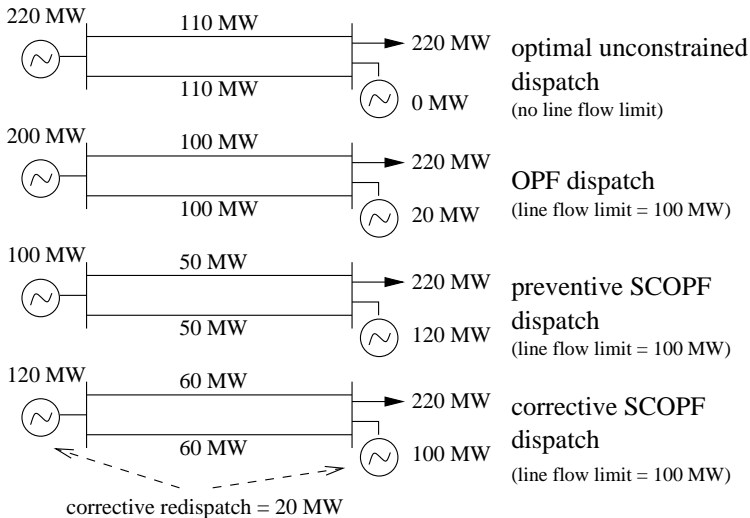 220 MW
110 MW
110 MW
220 MW
0 MW
optimal unconstrained
dispatch
(no line flow limit)
200 MW
100 MW
100 MW
220 MW
20 MW
OPF dispatch
(line flow limit = 100 MW)
100 MW
50 MW
50 MW
220 MW
120 MW
preventive SCOPF
dispatch
(line flow limit = 100 MW)
120 MW
60 MW
60 MW
220 MW
100 MW
corrective SCOPF
dispatch
(line flow limit = 100 MW)
corrective redispatch = 20 MW